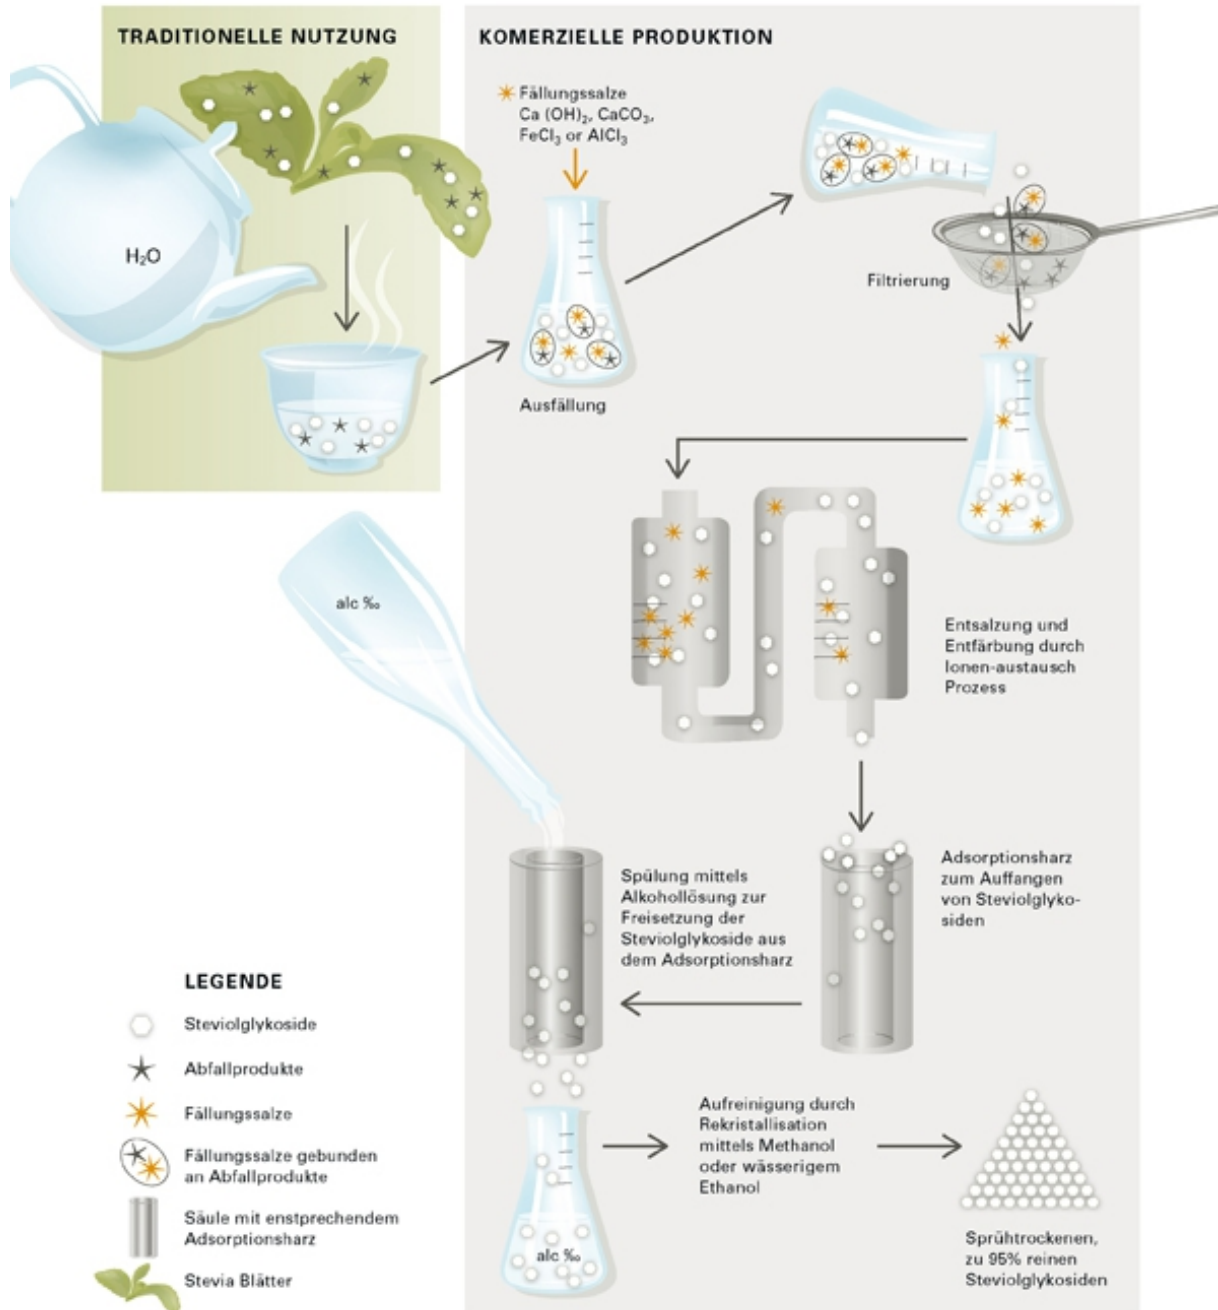 TRADITIONELLE NUTZUNG
H₂O
KOMERZIELLE PRODUKTION
Fällungssalze
Ca (OH)₂, CaCO₃,
FeCl₃ or AlCl₃
Ausfällung
Filtrierung
Entsalzung und
Entfärbung durch
Ionen-austausch
Prozess
alc ‰
Adsorptionsharz
zum Auffangen
von Steviolglyko-
siden
Spülung mittels
Alkohollösung zur
Freisetzung der
Steviolglykoside aus
dem Adsorptionsharz
alc ‰
Aufreinigung durch
Rekristallisation
mittels Methanol
oder wässerigem
Ethanol
Sprühtrockenen,
zu 95% reinen
Steviolglykosiden
LEGENDE
Steviolglykoside
Abfallprodukte
Fällungssalze
Fällungssalze gebunden
an Abfallprodukte
Säule mit enstprechendem
Adsorptionsharz
Stevia Blätter